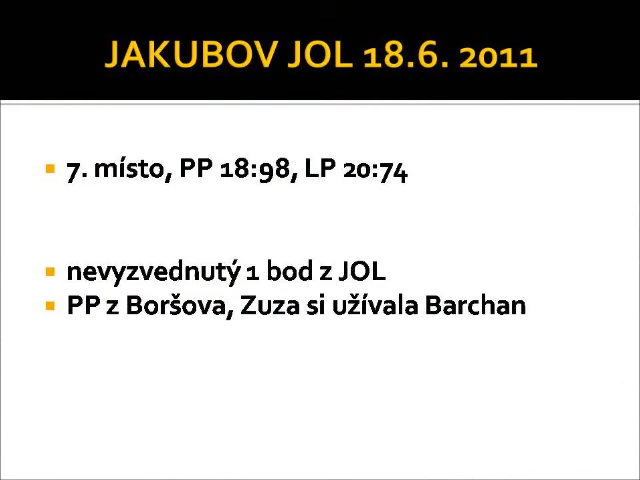 JAKUBOV JOL 18.6. 2011
7. místo, PP 18:98, LP 20:74
nevyzvednutý 1 bod z JOL
PP z Boršova, Zuza si užívala Barchan